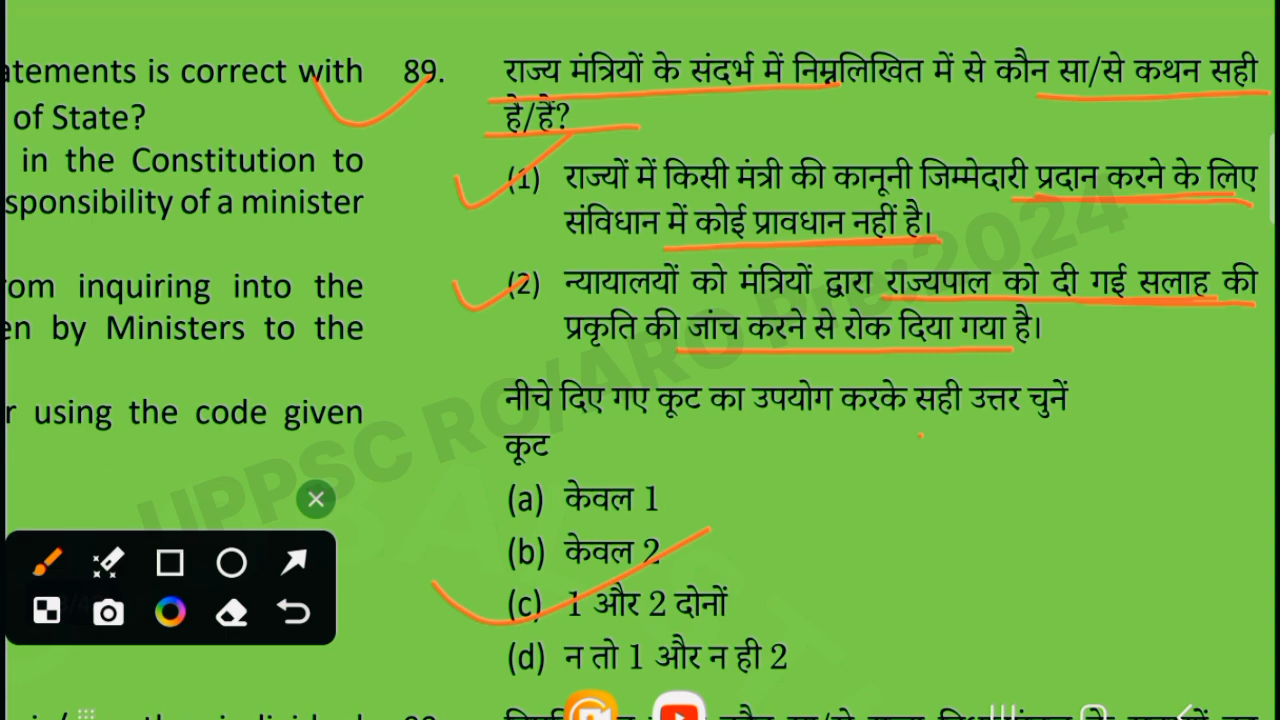 atements is correct with
of State?
in the Constitution to
sponsibility of a minister
om inquiring into the
en by Ministers to the
r using the code given
89. राज्य मंत्रियों के संदर्भ में निम्नलिखित में से कौन सा/से कथन सही
है/हैं?
(1) राज्यों में किसी मंत्री की कानूनी जिम्मेदारी प्रदान करने के लिए
संविधान में कोई प्रावधान नहीं है।
(2) न्यायालयों को मंत्रियों द्वारा राज्यपाल को दी गई सलाह की
प्रकृति की जांच करने से रोक दिया गया है।
नीचे दिए गए कूट का उपयोग करके सही उत्तर चुनें
कूट
(a) केवल 1
(b) केवल 2
(c) 1 और 2 दोनों
(d) न तो 1 और न ही 2
UPPSC RO/ARO Pre.2024